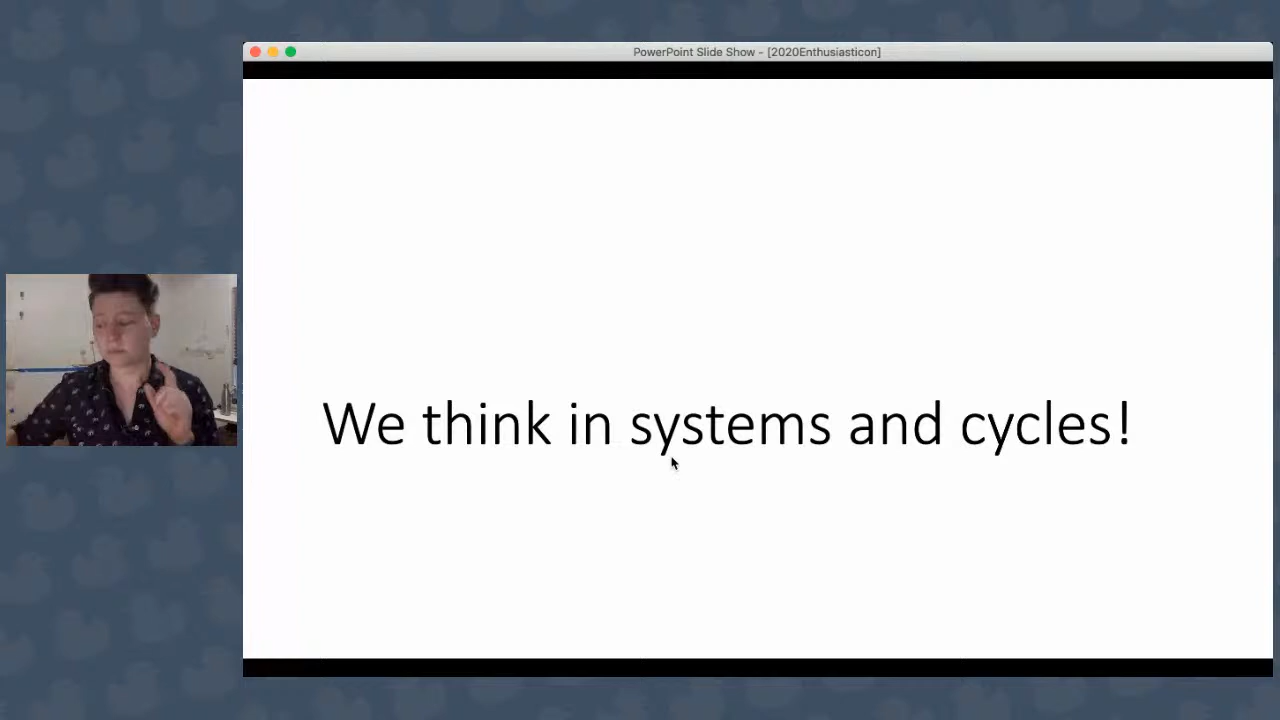 PowerPoint Slide Show - [2020Enthusiasticon]
We think in systems and cycles!